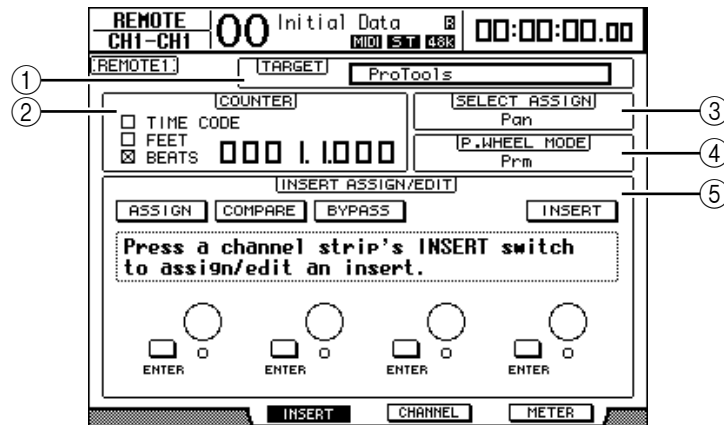 REMOTE
CH1-CH1
00
Initial Data
R
MIDI ST 48K
00:00:00.00
REMOTE1
1
TARGET
ProTools
2
COUNTER
TIME CODE
FEET
BEATS
000 1.1.000
SELECT ASSIGN
Pan
3
P.WHEEL MODE
Prm
4
INSERT ASSIGN/EDIT
5
ASSIGN COMPARE BYPASS INSERT
Press a channel strip's INSERT switch
to assign/edit an insert.
ENTER ENTER ENTER ENTER
INSERT CHANNEL METER